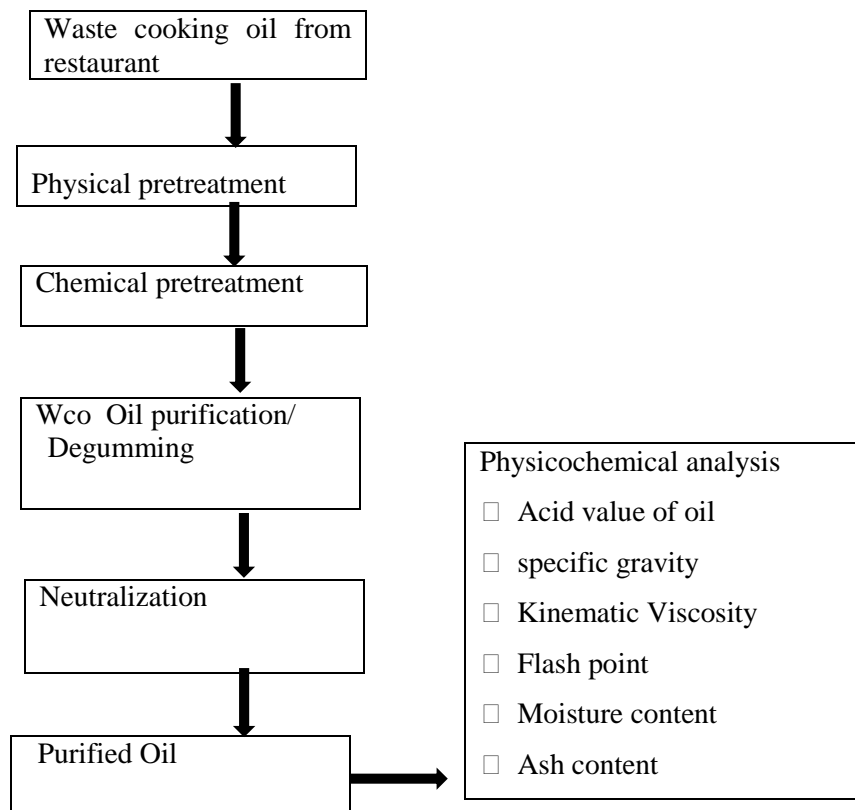 Waste cooking oil from
restaurant
Physical pretreatment
Chemical pretreatment
Wco Oil purification/
Degumming
Neutralization
Purified Oil
Physicochemical analysis
□ Acid value of oil
□ specific gravity
□ Kinematic Viscosity
□ Flash point
□ Moisture content
□ Ash content